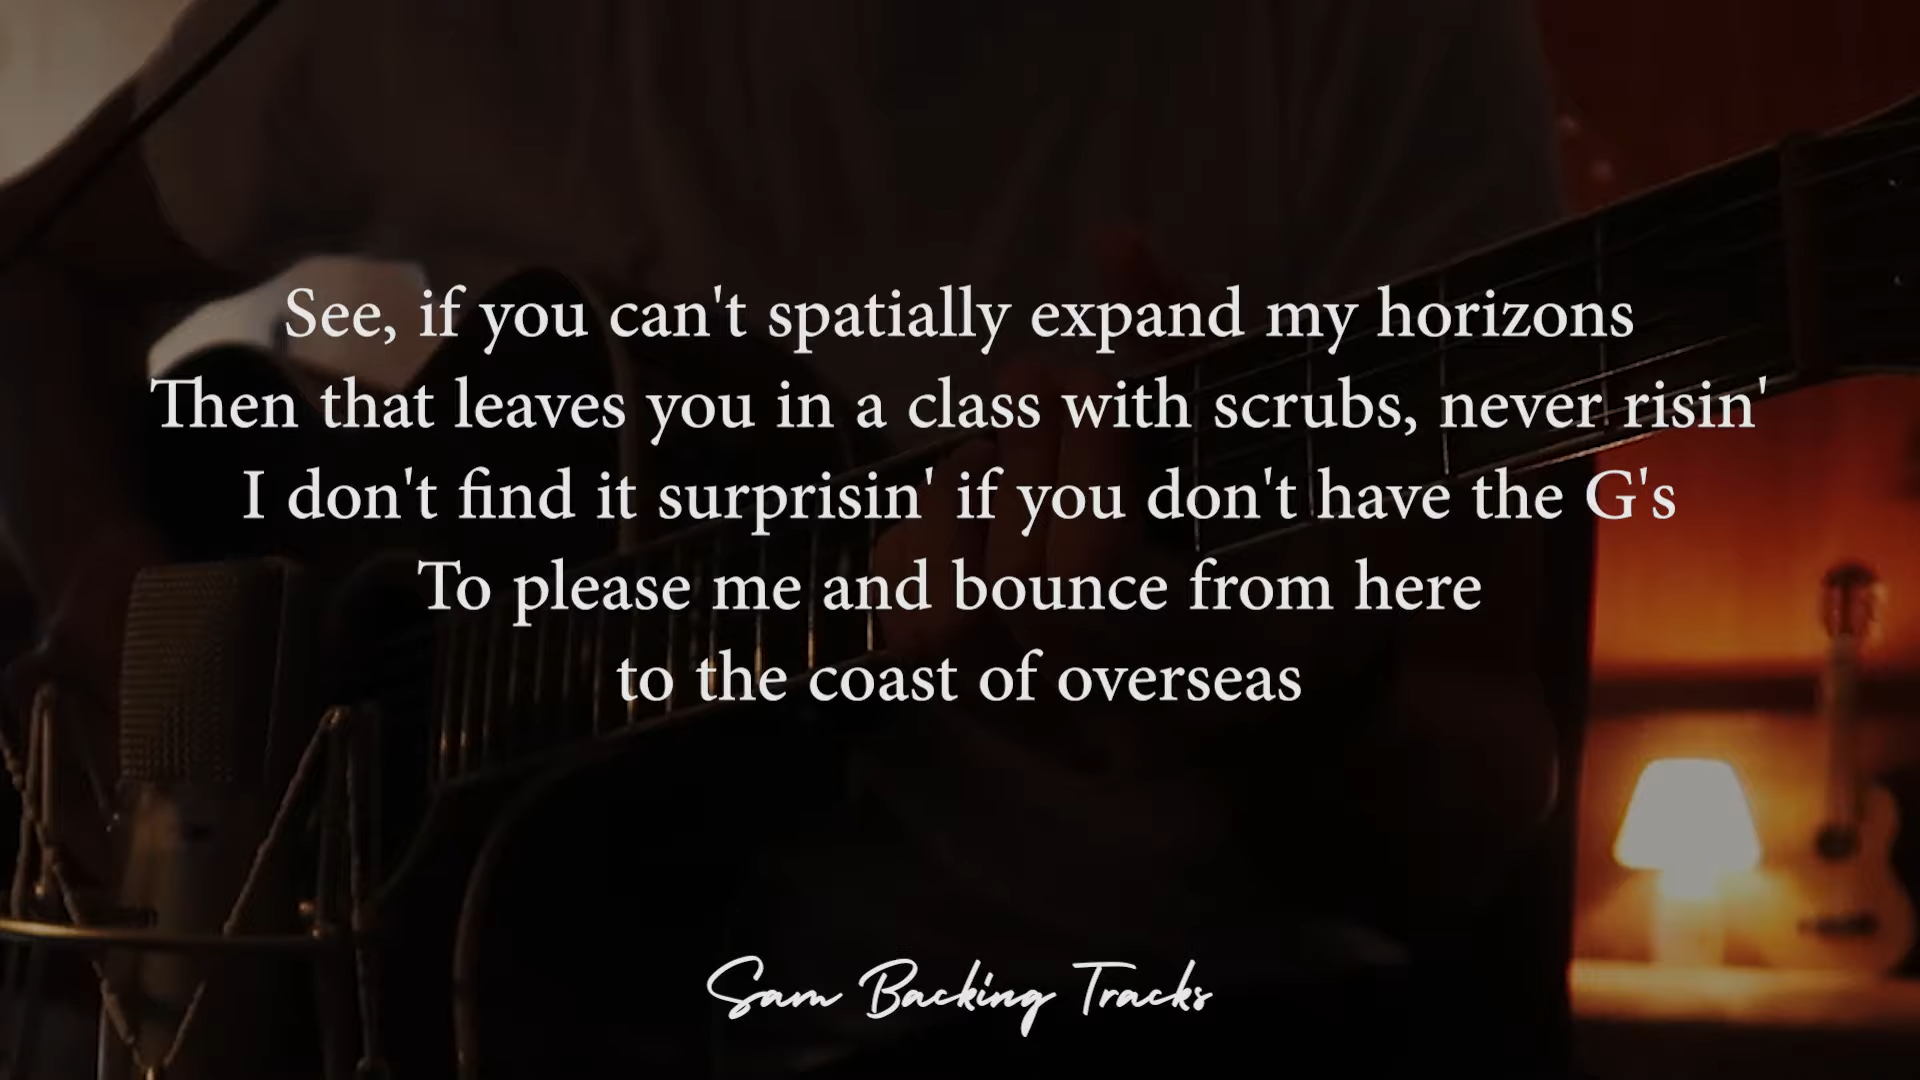 See, if you can't spatially expand my horizons
Then that leaves you in a class with scrubs, never risin'
I don't find it surprisin' if you don't have the G's
To please me and bounce from here
to the coast of overseas
Sam Backing Tracks